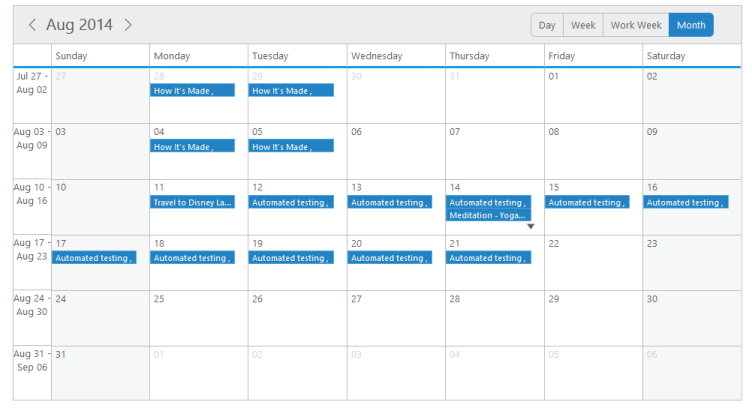 Aug 2014
Day Week Work Week Month
Sunday Monday Tuesday Wednesday Thursday Friday Saturday
Jul 27 - 27 28 29 30 31 01 02
Aug 02 How It's Made , How It's Made ,
Aug 03 - 03 04 05 06 07 08 09
Aug 09 How It's Made , How It's Made ,
Aug 10 - 10 11 12 13 14 15 16
Aug 16 Travel to Disney La... Automated testing , Automated testing , Automated testing , Automated testing , Automated testing ,
Meditation - Yoga...
Aug 17 - 17 18 19 20 21 22 23
Aug 23 Automated testing , Automated testing , Automated testing , Automated testing , Automated testing ,
Aug 24 - 24 25 26 27 28 29 30
Aug 30
Aug 31 - 31 01 02 03 04 05 06
Sep 06